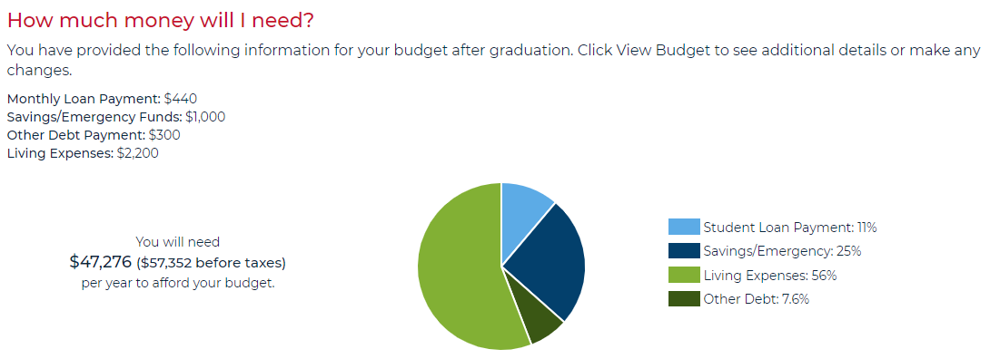 How much money will I need?
You have provided the following information for your budget after graduation. Click View Budget to see additional details or make any
changes.
Monthly Loan Payment: $440
Savings/Emergency Funds: $1,000
Other Debt Payment: $300
Living Expenses: $2,200
You will need
$47,276 ($57,352 before taxes)
per year to afford your budget.
Student Loan Payment: 11%
Savings/Emergency: 25%
Living Expenses: 56%
Other Debt: 7.6%